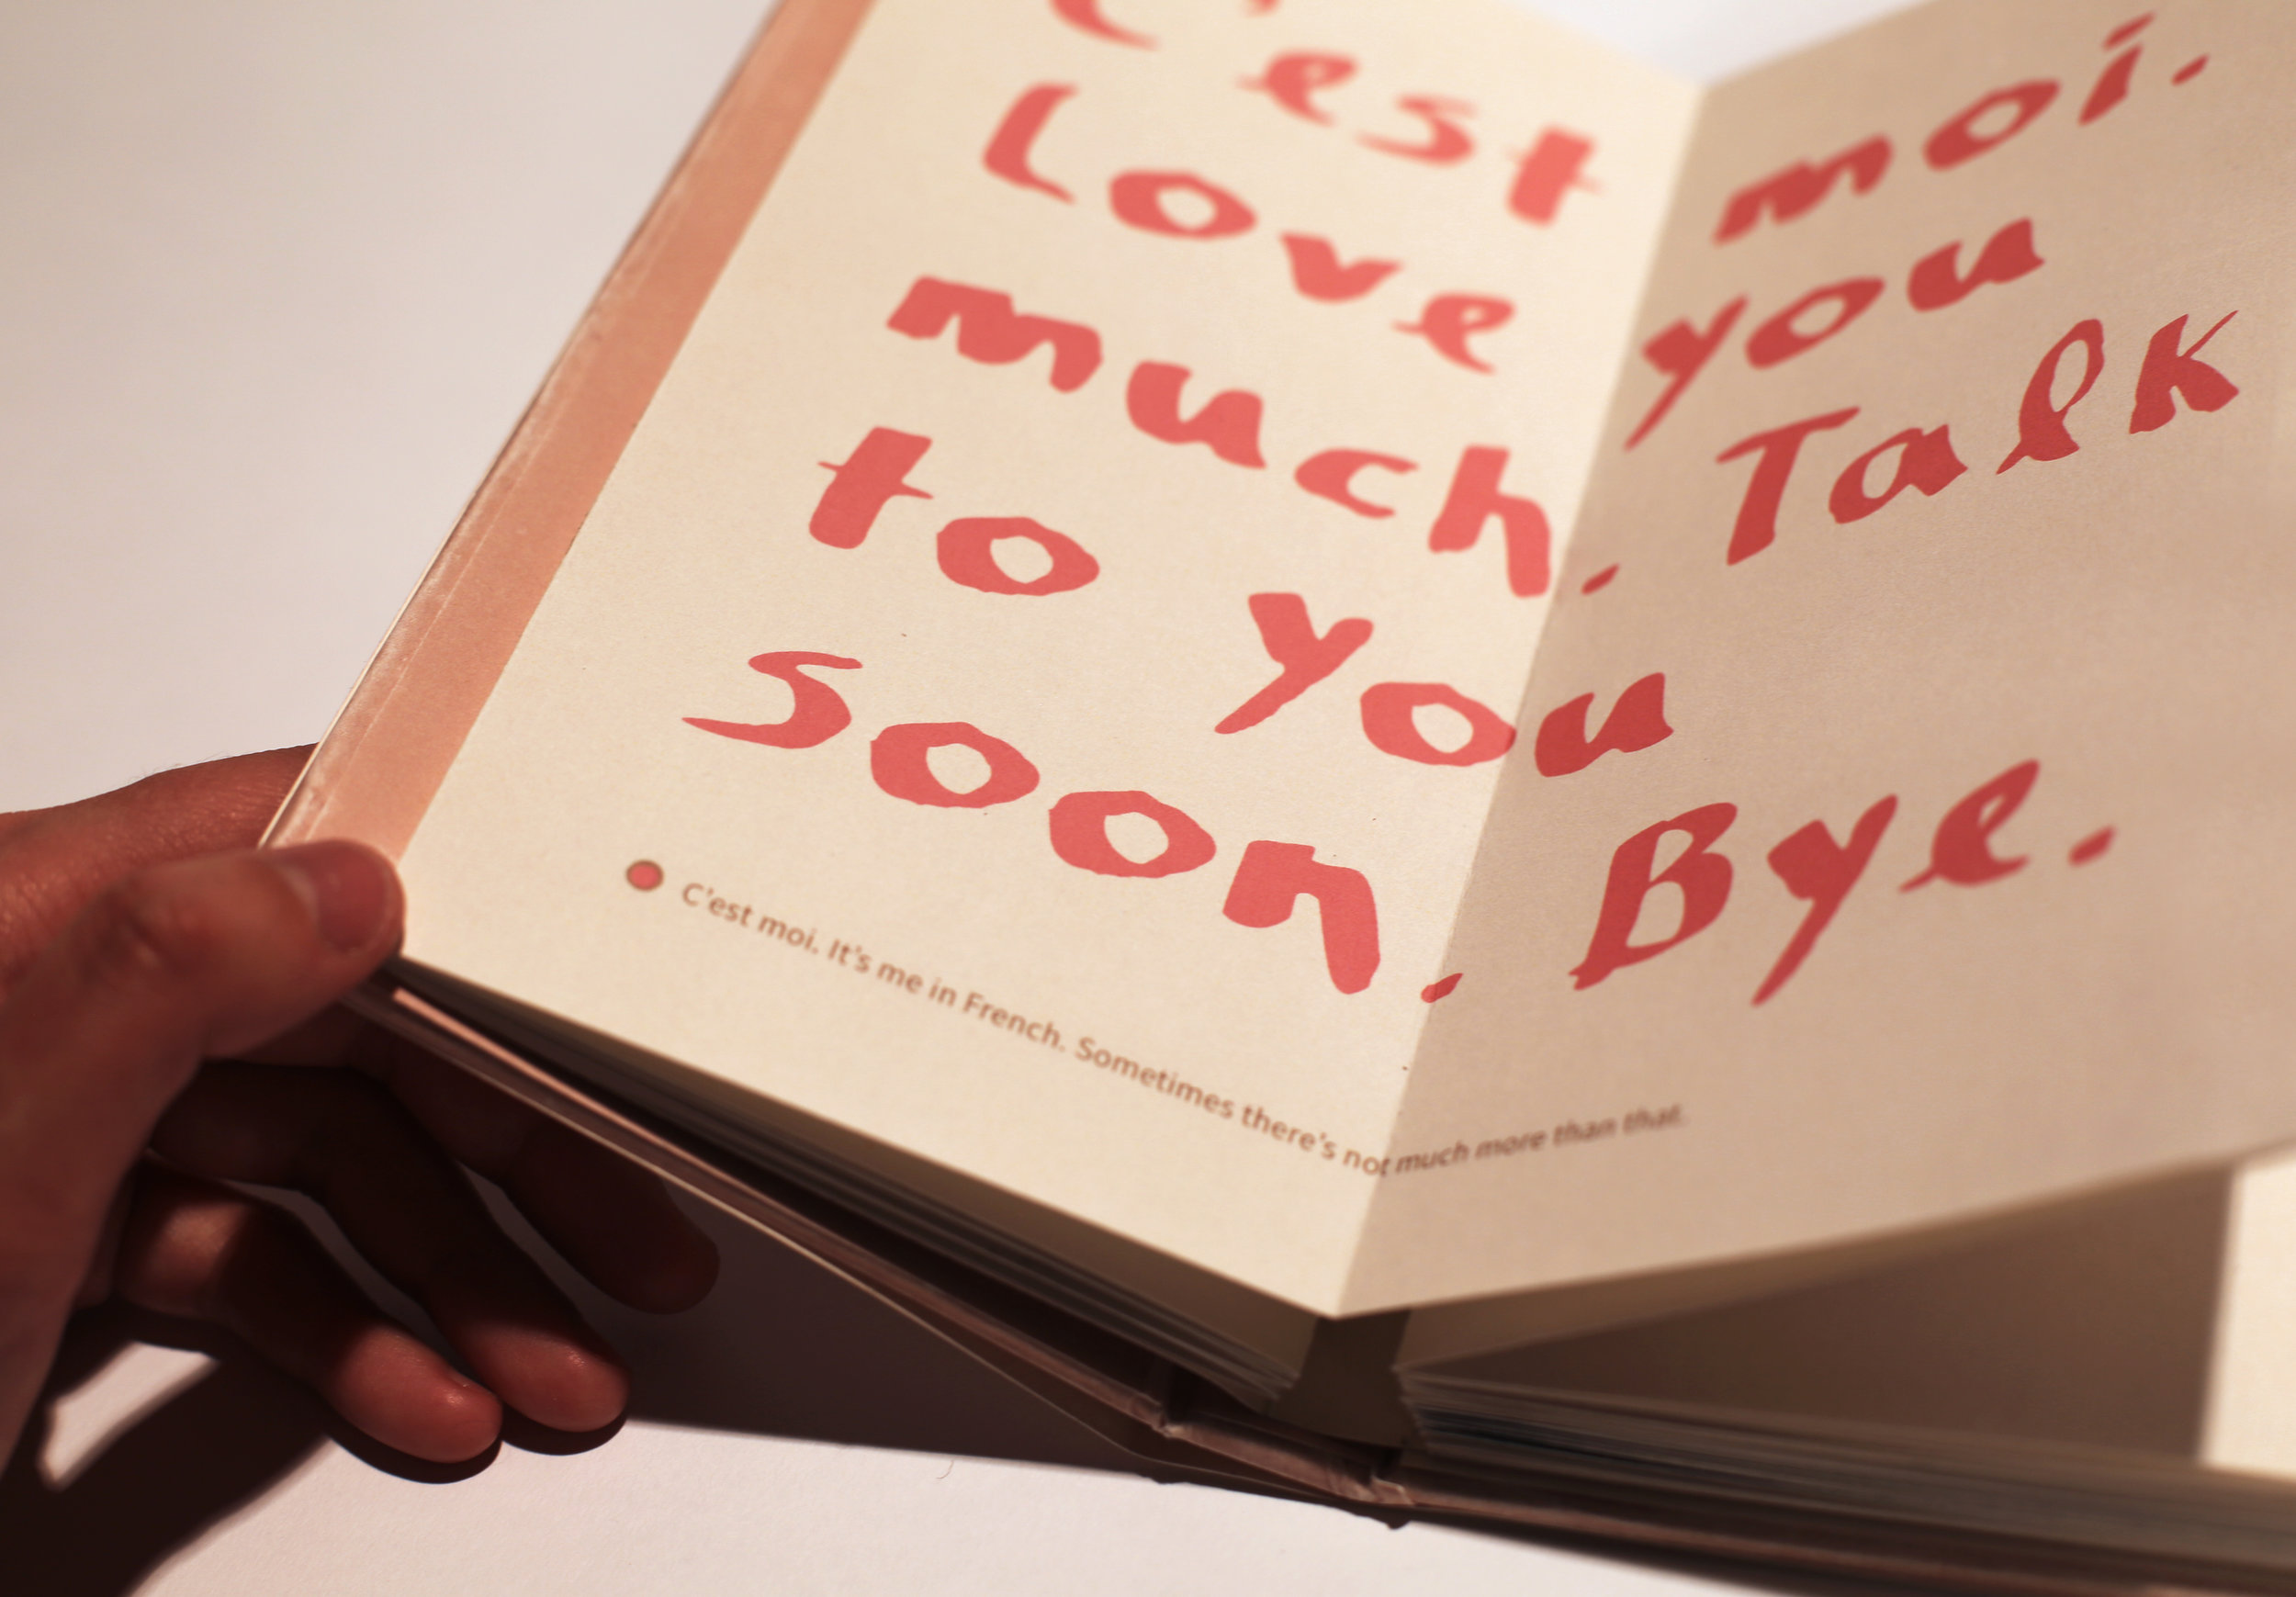 C'est moi.
Love you
much. Talk
to you
soon. Bye.
C'est moi. It's me in French. Sometimes there's not much more than that.